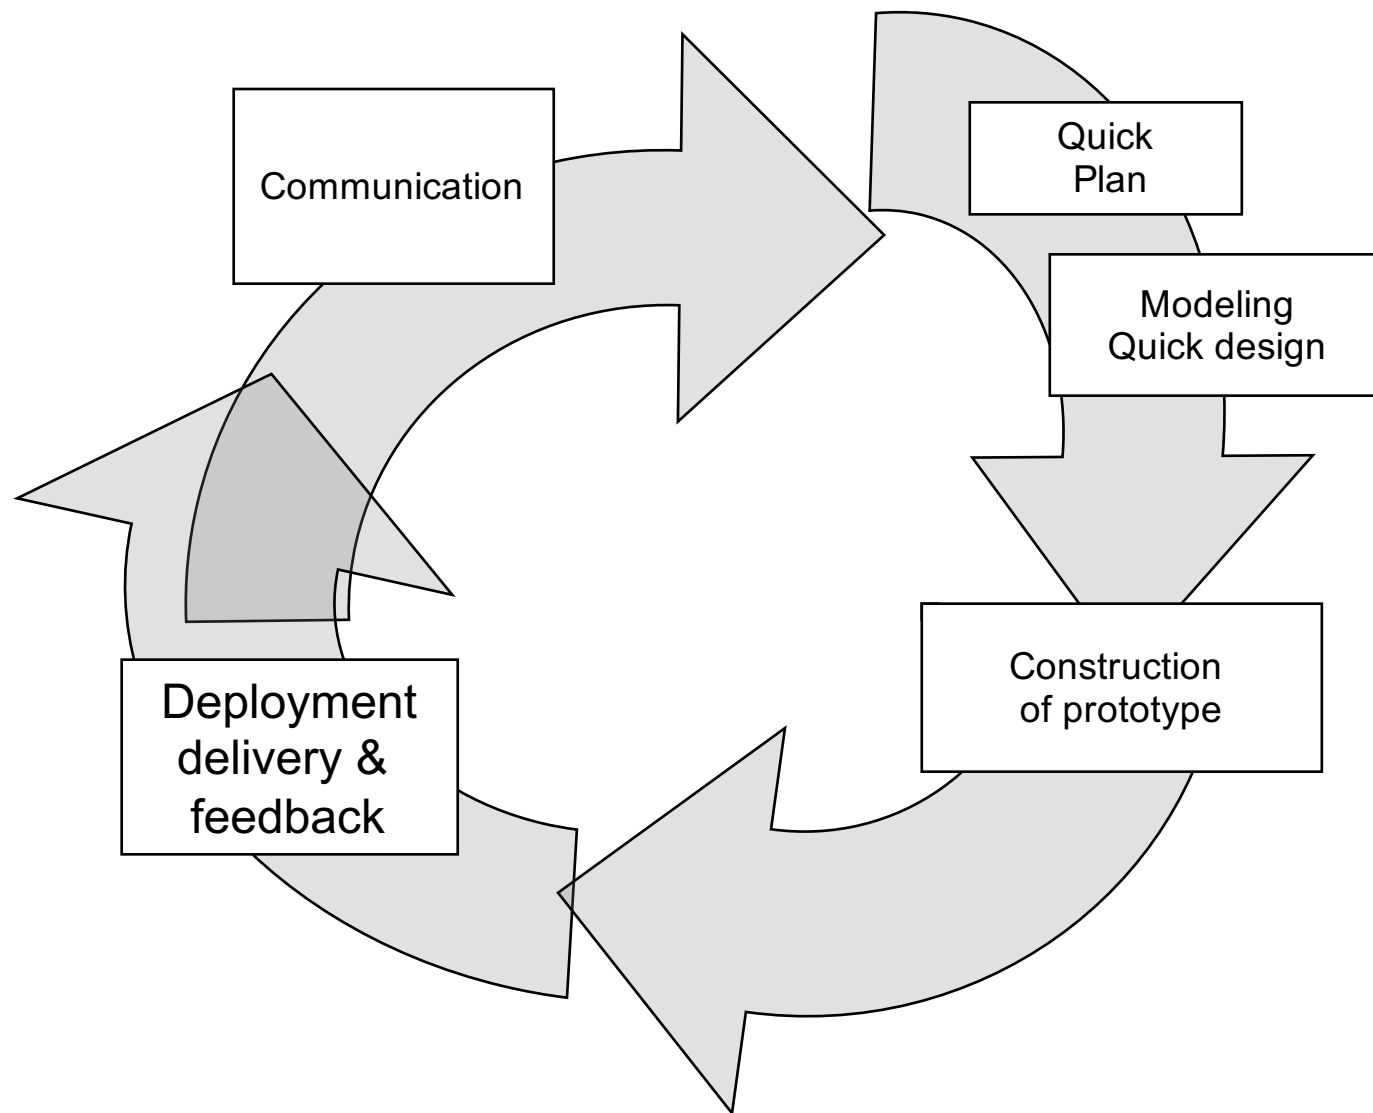 Communication
Quick
Plan
Modeling
Quick design
Construction
of prototype
Deployment
delivery &
feedback